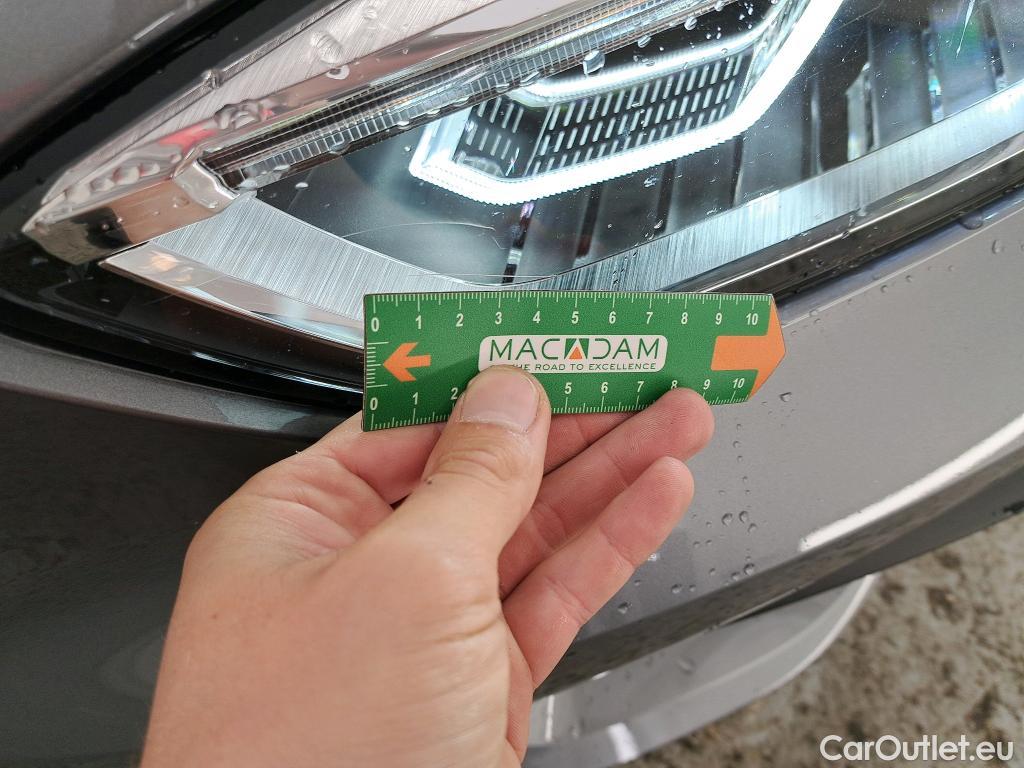 0 1 2 3 4 5 6 7 8 9 10
MACADAM
THE ROAD TO EXCELLENCE
0 1 2 5 6 7 8 9 10
CarOutlet.eu